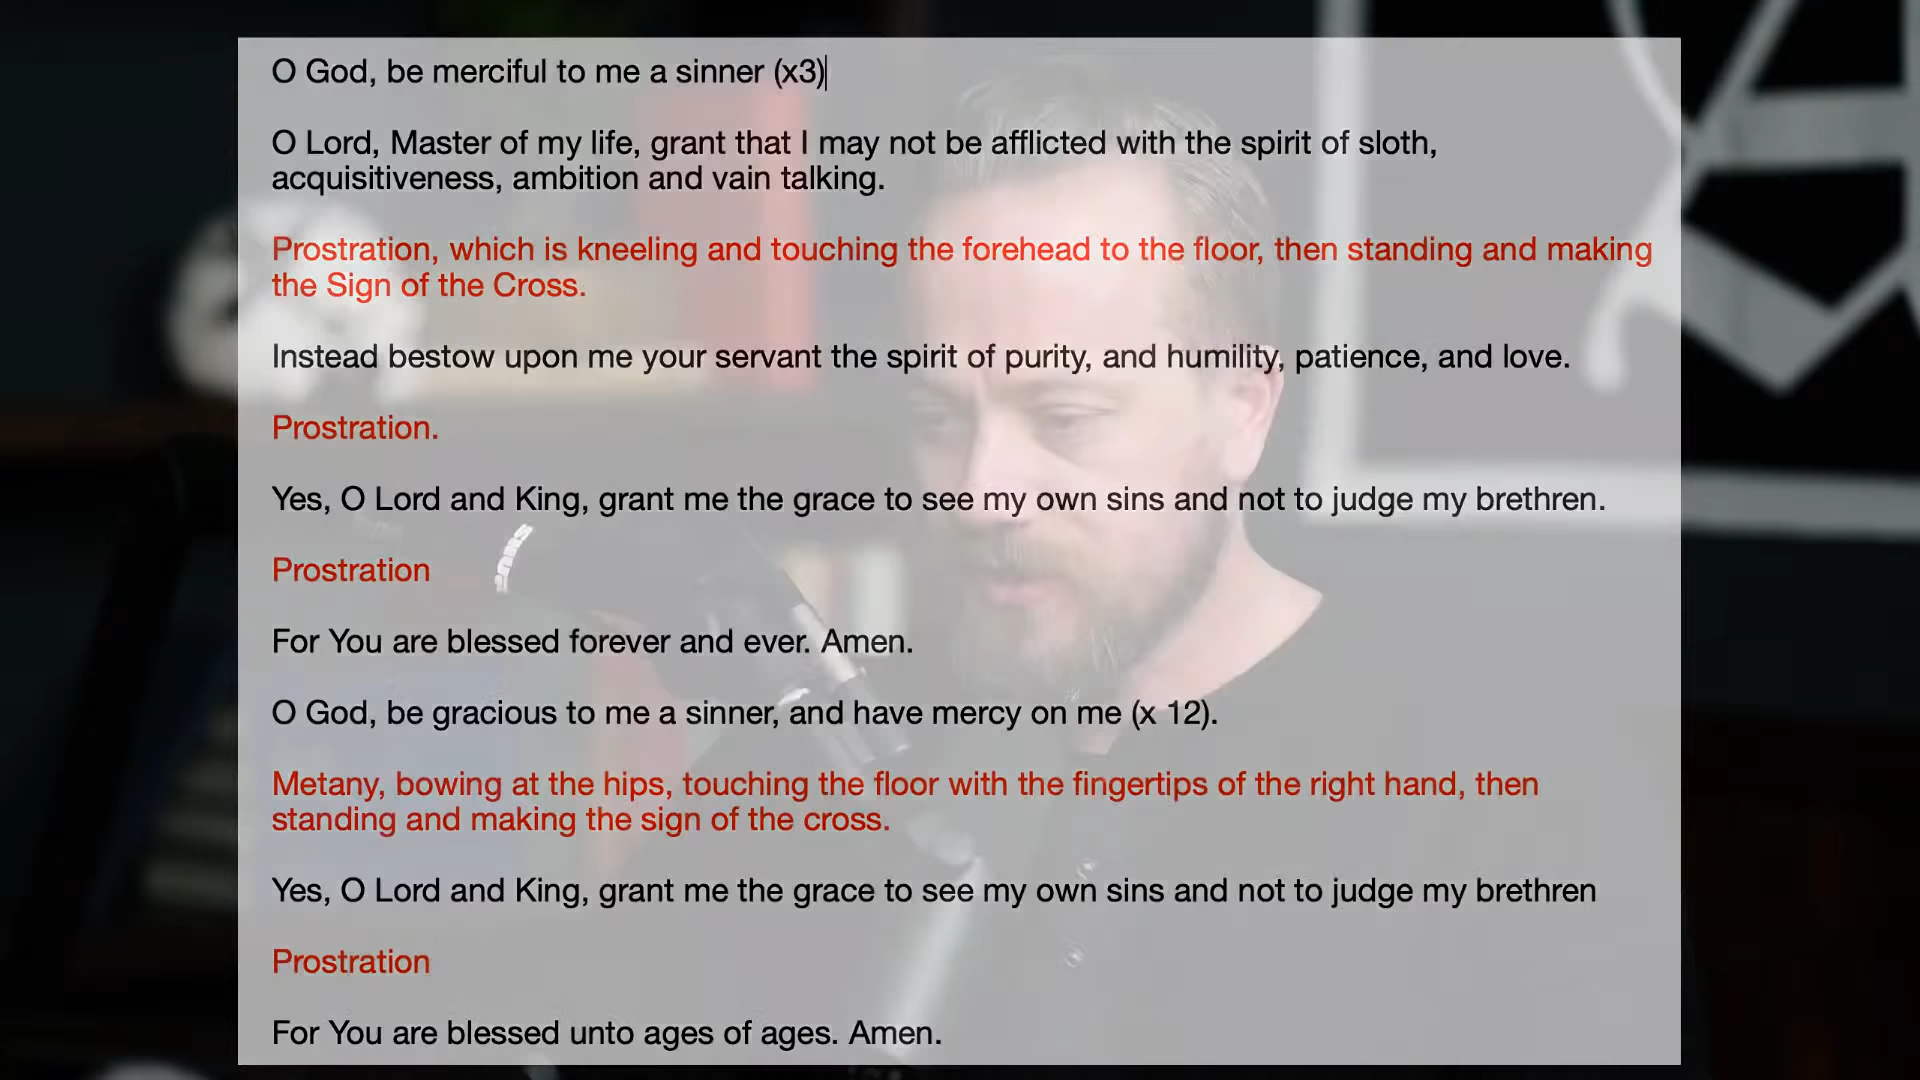 O God, be merciful to me a sinner (x3)
O Lord, Master of my life, grant that I may not be afflicted with the spirit of sloth,
acquisitiveness, ambition and vain talking.
Prostration, which is kneeling and touching the forehead to the floor, then standing and making
the Sign of the Cross.
Instead bestow upon me your servant the spirit of purity, and humility, patience, and love.
Prostration.
Yes, O Lord and King, grant me the grace to see my own sins and not to judge my brethren.
Prostration
For You are blessed forever and ever. Amen.
O God, be gracious to me a sinner, and have mercy on me (x 12).
Metany, bowing at the hips, touching the floor with the fingertips of the right hand, then
standing and making the sign of the cross.
Yes, O Lord and King, grant me the grace to see my own sins and not to judge my brethren
Prostration
For You are blessed unto ages of ages. Amen.